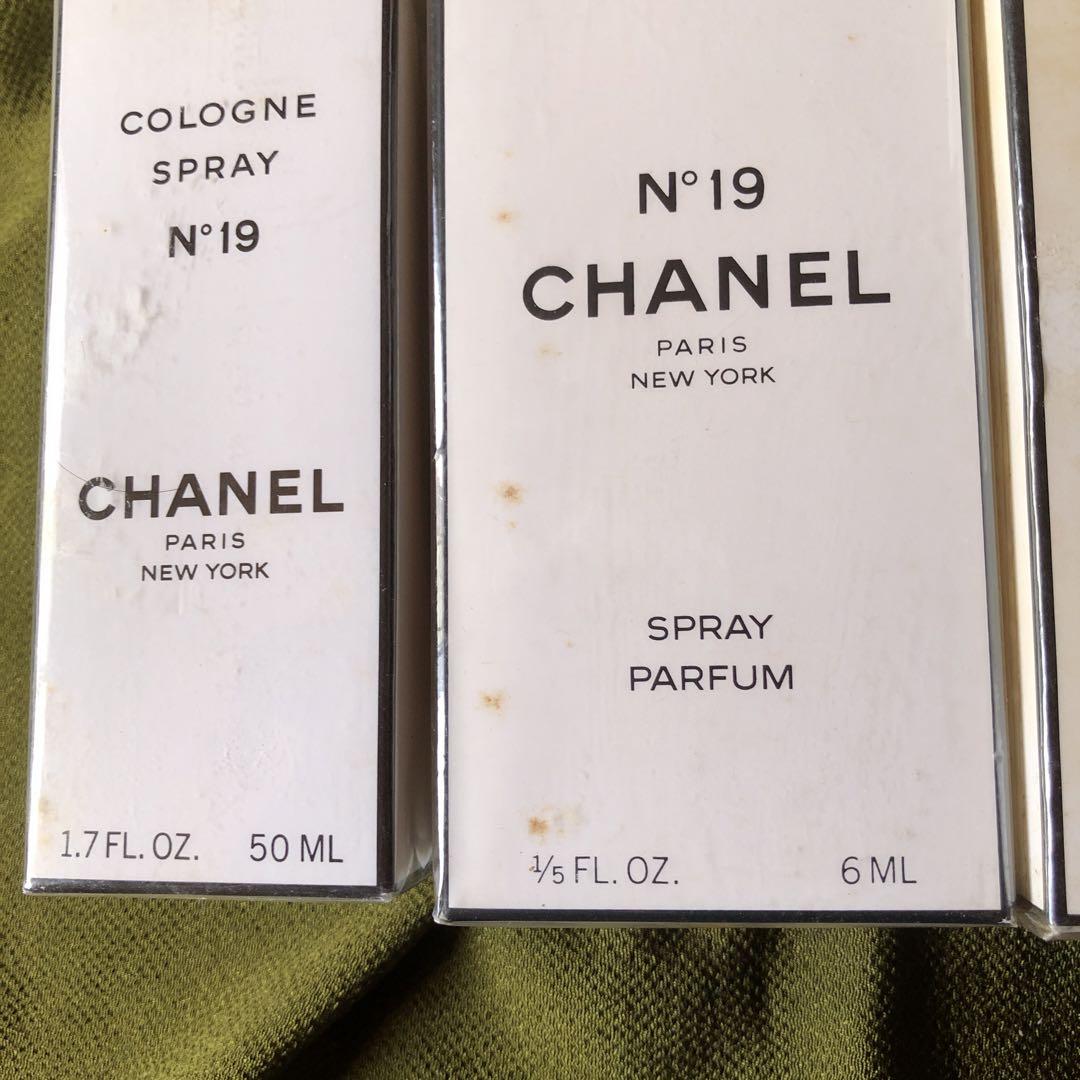 COLOGNE
SPRAY
N° 19
CHANEL
PARIS
NEW YORK
1.7 FL. OZ. 50 ML
N° 19
CHANEL
PARIS
NEW YORK
SPRAY
PARFUM
1/5 FL. OZ. 6 ML